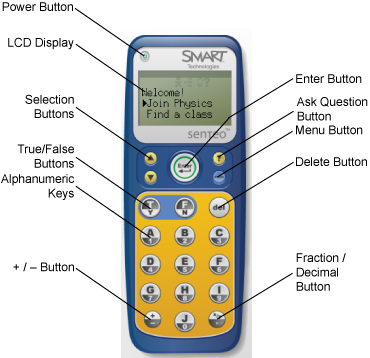 Power Button
LCD Display
SMART
Technologies
Welcome!
Join Physics
Find a class
senteo™
Enter Button
Selection
Buttons
Ask Question
Button
Menu Button
Enter
?
True/False
Buttons
Delete Button
T
Y
F
N
del
Alphanumeric
Keys
A
1
B
2
C
3
D
4
E
5
F
6
G
7
H
8
I
9
+ / – Button
+
–
J
0
Fraction /
Decimal
Button